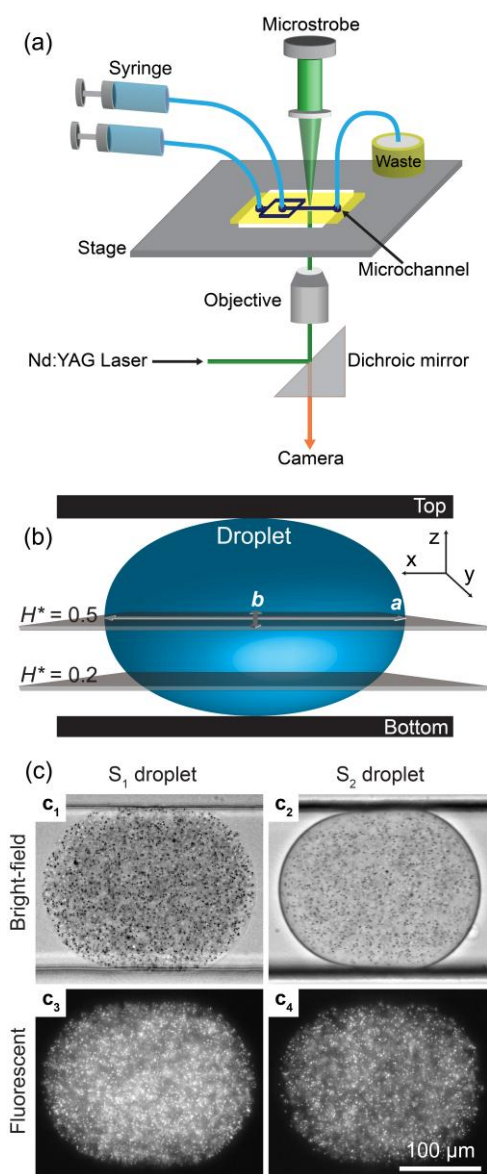 (a)
Microstrobe
Syringe
Waste
Stage
Microchannel
Objective
Nd:YAG Laser
Dichroic mirror
Camera
(b)
Top
Droplet
z
x
y
H* = 0.5
b
a
H* = 0.2
Bottom
(c)
S₁ droplet
S₂ droplet
Bright-field
c₁
c₂
Fluorescent
c₃
c₄
100 µm